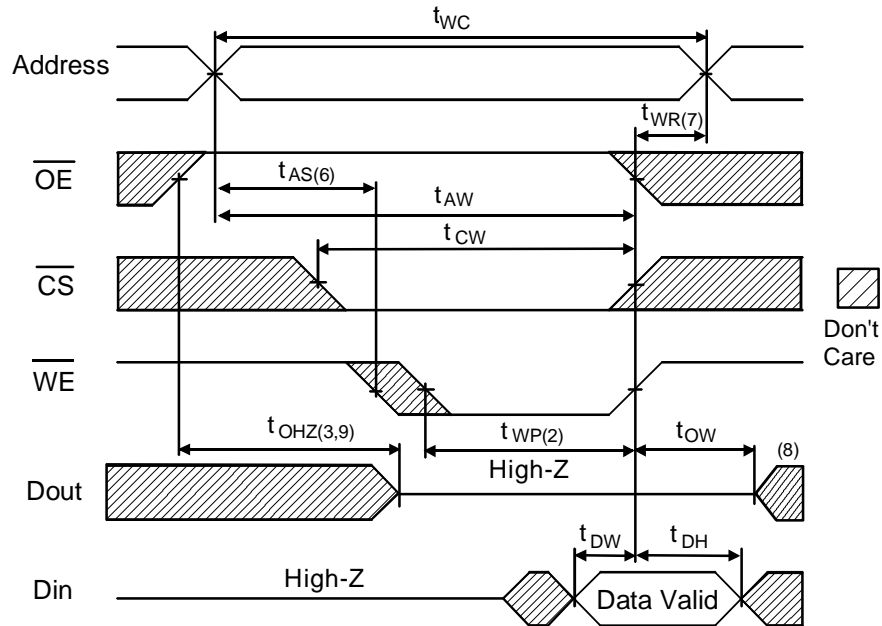 tWC
Address
tWR(7)
OE
tAS(6)
tAW
tCW
CS
Don't
Care
WE
tOHZ(3,9)
tWP(2)
tOW
(8)
High-Z
Dout
tDW
tDH
High-Z
Din
Data Valid